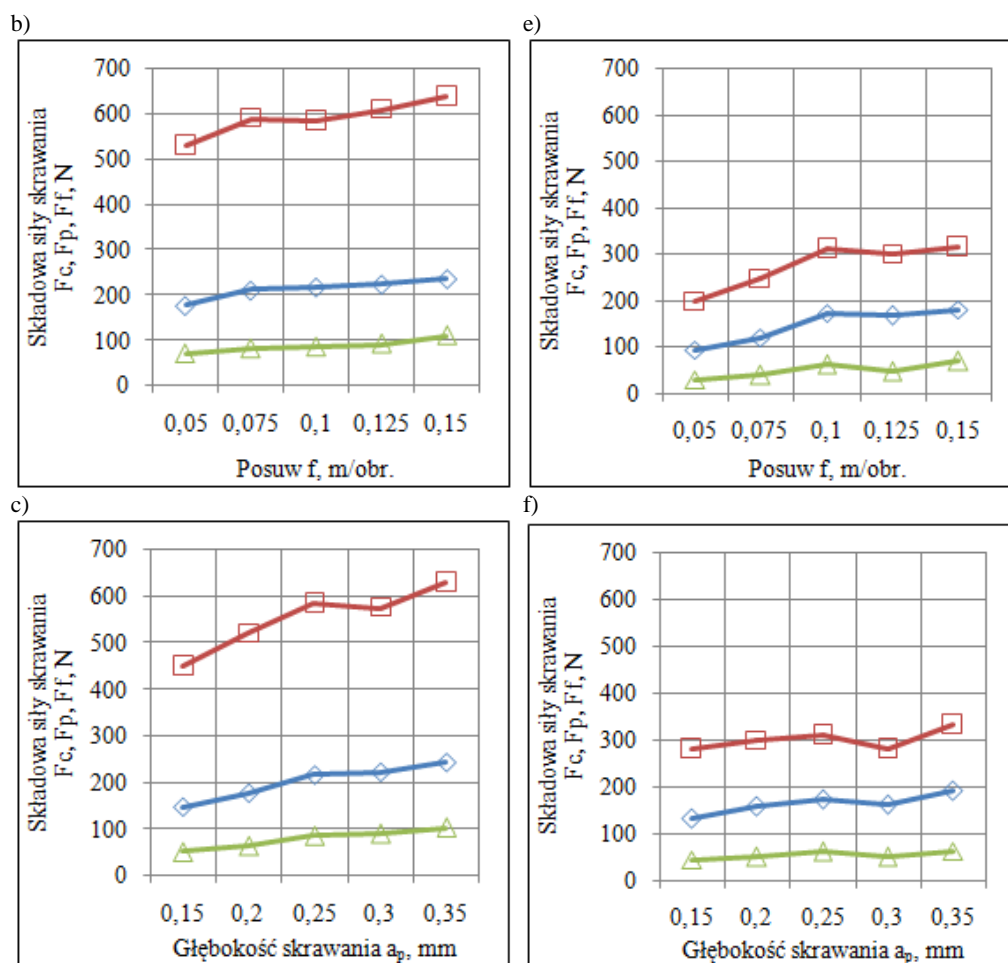 b)
700
600
500
400
300
200
100
0
Składowa siły skrawania
Fc, Fp, Ff, N
0,05 0,075 0,1 0,125 0,15
Posuw f, m/obr.
e)
700
600
500
400
300
200
100
0
Składowa siły skrawania
Fc, Fp, Ff, N
0,05 0,075 0,1 0,125 0,15
Posuw f, m/obr.
c)
700
600
500
400
300
200
100
0
Składowa siły skrawania
Fc, Fp, Ff, N
0,15 0,2 0,25 0,3 0,35
Głębokość skrawania aₚ, mm
f)
700
600
500
400
300
200
100
0
Składowa siły skrawania
Fc, Fp, Ff, N
0,15 0,2 0,25 0,3 0,35
Głębokość skrawania aₚ, mm